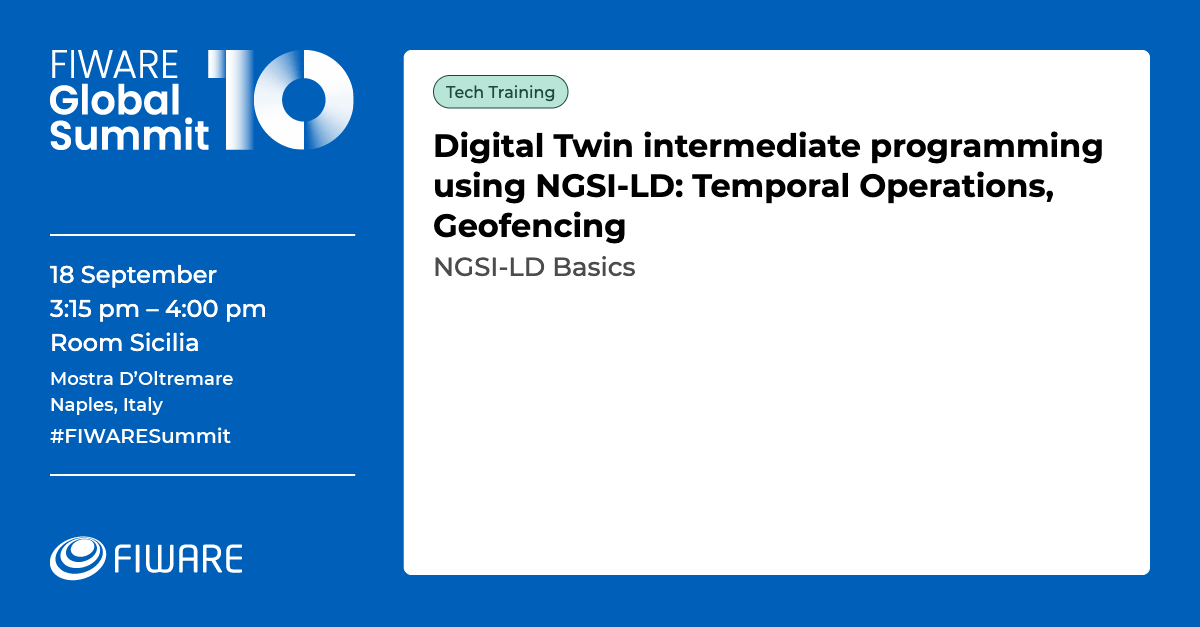 FIWARE
Global
Summit
10
18 September
3:15 pm – 4:00 pm
Room Sicilia
Mostra D’Oltremare
Naples, Italy
#FIWARESummit
FIWARE
Tech Training
Digital Twin intermediate programming
using NGSI-LD: Temporal Operations,
Geofencing
NGSI-LD Basics